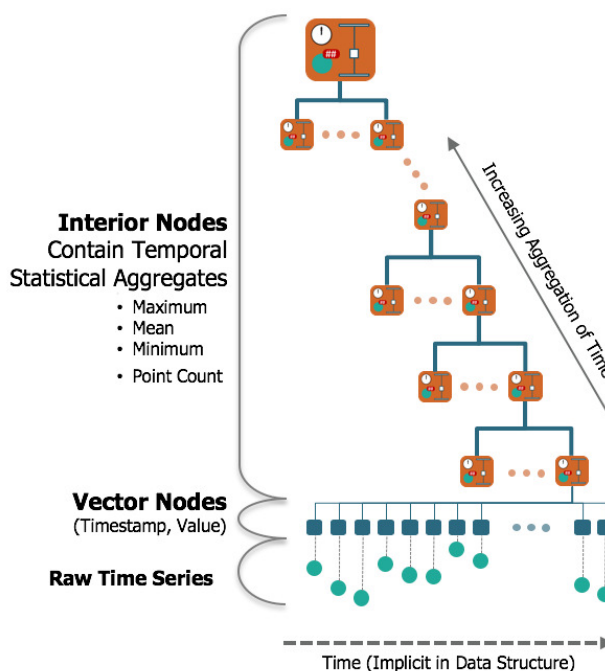 Increasing Aggregation of Time
Interior Nodes
Contain Temporal
Statistical Aggregates
• Maximum
• Mean
• Minimum
• Point Count
Vector Nodes
(Timestamp, Value)
Raw Time Series
Time (Implicit in Data Structure)